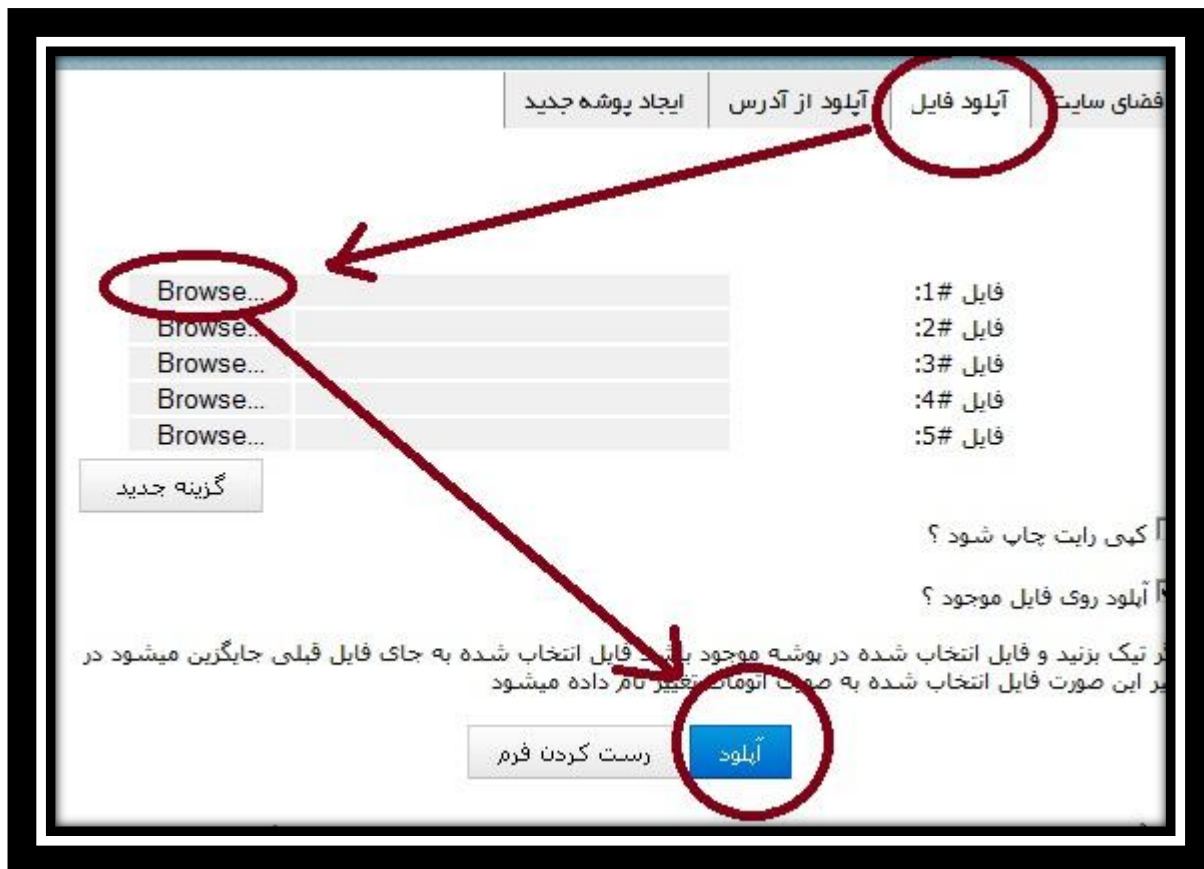 فضای سایت آپلود فایل آپلود از آدرس ایجاد پوشه جدید
فایل #1: Browse...
فایل #2: Browse...
فایل #3: Browse...
فایل #4: Browse...
فایل #5: Browse...
گزینه جدید
کپی رایت چاپ شود ؟
آپلود روی فایل موجود ؟
تیک بزنید و فایل انتخاب شده در پوشه موجود باشد فایل انتخاب شده به جای فایل قبلی جایگزین میشود در
این صورت فایل انتخاب شده به صورت اتومات تغییر نام داده میشود
آپلود رست کردن فرم